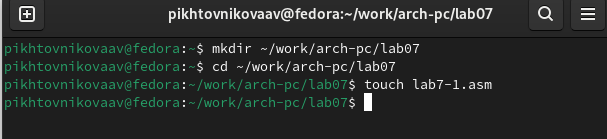 pikhtovnikovaav@fedora:~/work/arch-pc/lab07
pikhtovnikovaav@fedora:~$ mkdir ~/work/arch-pc/lab07
pikhtovnikovaav@fedora:~$ cd ~/work/arch-pc/lab07
pikhtovnikovaav@fedora:~/work/arch-pc/lab07$ touch lab7-1.asm
pikhtovnikovaav@fedora:~/work/arch-pc/lab07$